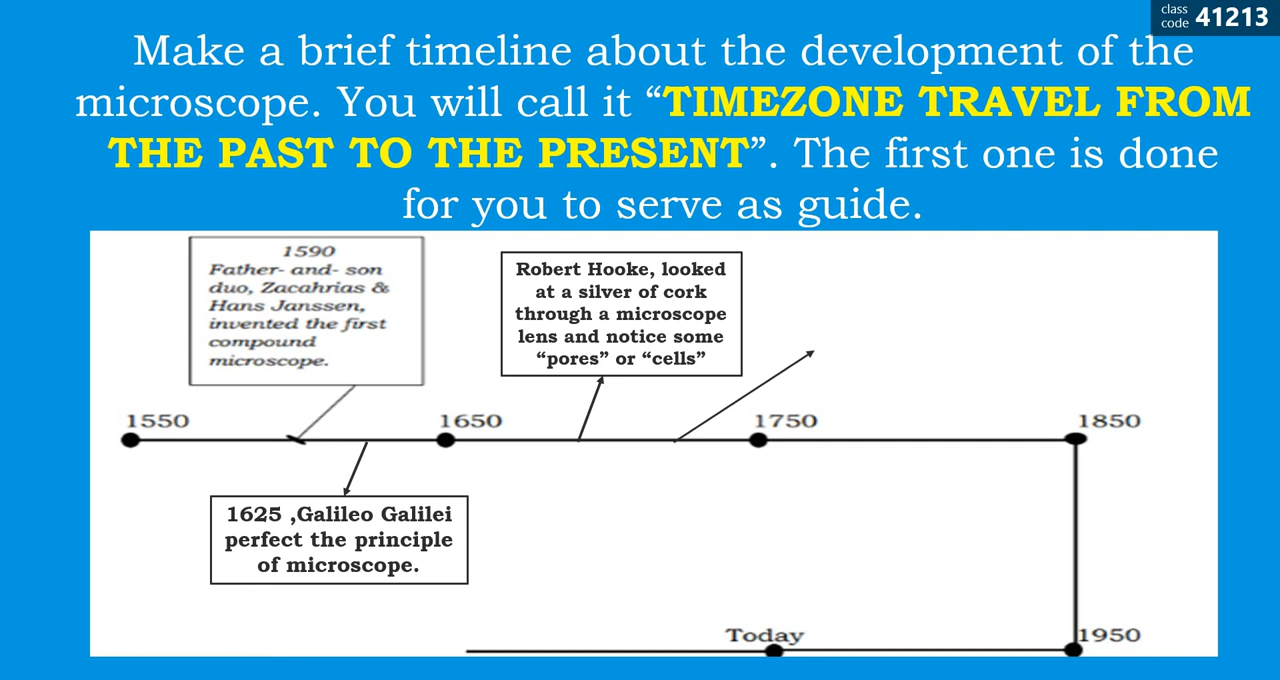 class
code 41213
Make a brief timeline about the development of the
microscope. You will call it “TIMEZONE TRAVEL FROM
THE PAST TO THE PRESENT”. The first one is done
for you to serve as guide.
1590
Father- and- son
duo, Zacahrias &
Hans Janssen,
invented the first
compound
microscope.
Robert Hooke, looked
at a silver of cork
through a microscope
lens and notice some
“pores” or “cells”
1550
1650
1750
1850
1625 ,Galileo Galilei
perfect the principle
of microscope.
Today
1950